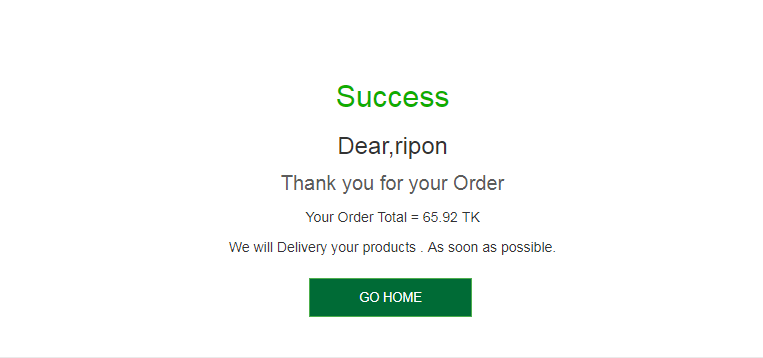 Success
Dear,ripon
Thank you for your Order
Your Order Total = 65.92 TK
We will Delivery your products . As soon as possible.
GO HOME